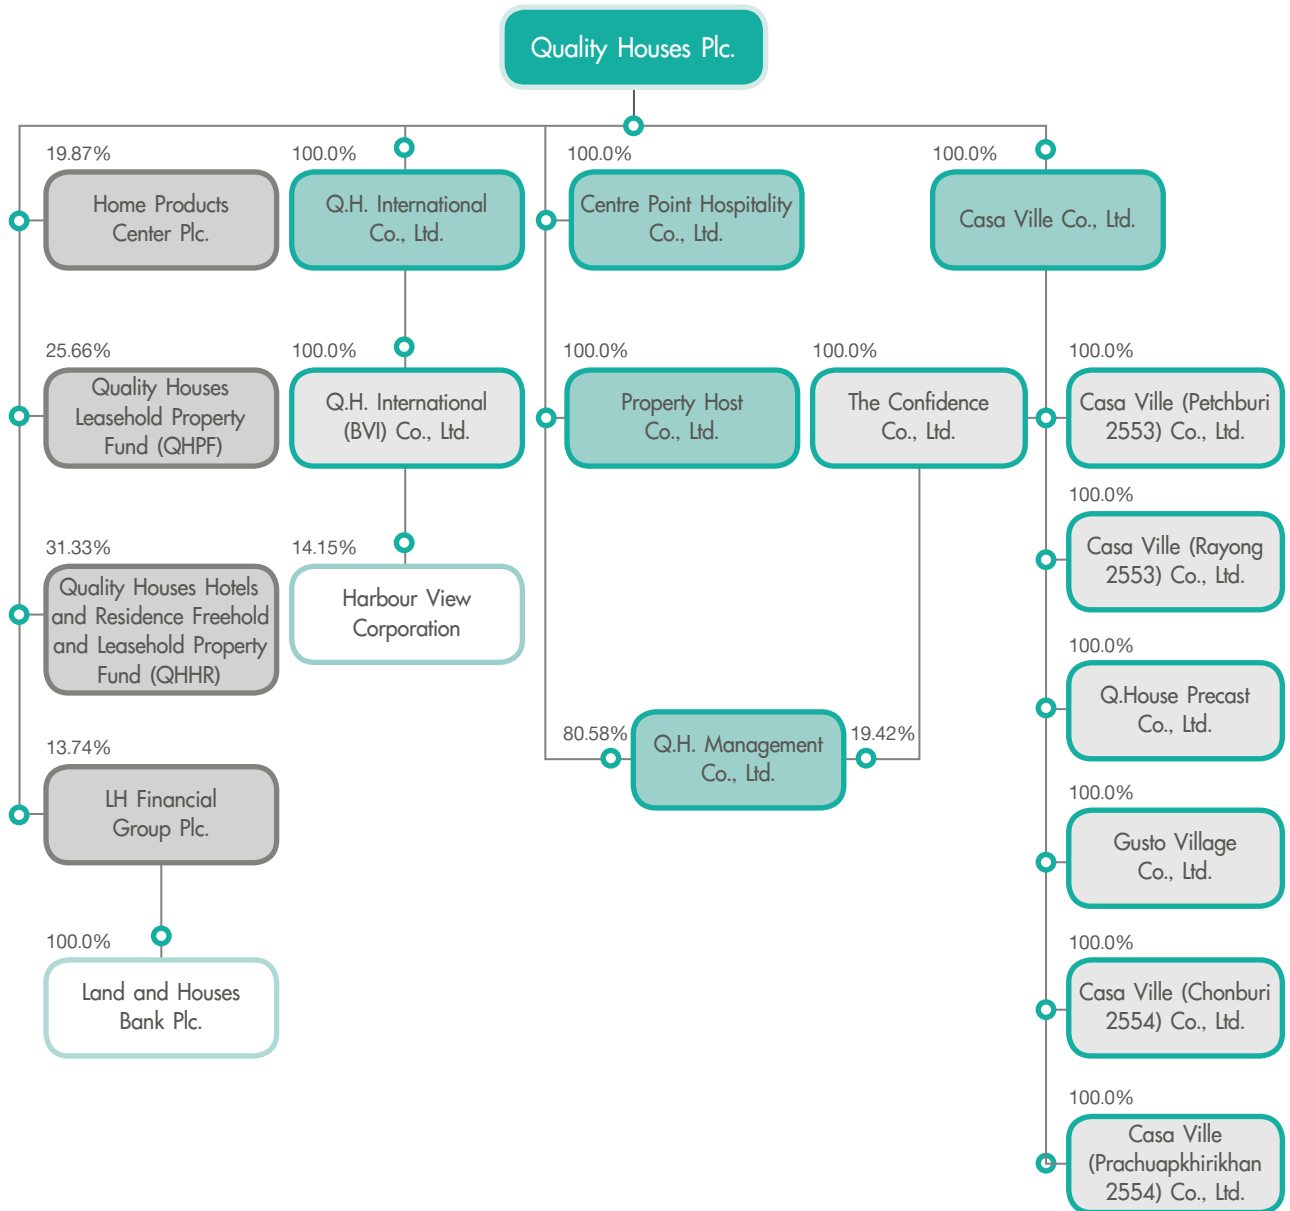 Quality Houses Plc.
19.87%
Home Products
Center Plc.
100.0%
Q.H. International
Co., Ltd.
100.0%
Centre Point Hospitality
Co., Ltd.
100.0%
Casa Ville Co., Ltd.
25.66%
Quality Houses
Leasehold Property
Fund (QHPF)
100.0%
Q.H. International
(BVI) Co., Ltd.
100.0%
Property Host
Co., Ltd.
100.0%
The Confidence
Co., Ltd.
100.0%
Casa Ville (Petchburi
2553) Co., Ltd.
100.0%
Casa Ville (Rayong
2553) Co., Ltd.
31.33%
Quality Houses Hotels
and Residence Freehold
and Leasehold Property
Fund (QHHR)
14.15%
Harbour View
Corporation
100.0%
Q.House Precast
Co., Ltd.
80.58%
Q.H. Management
Co., Ltd.
19.42%
13.74%
LH Financial
Group Plc.
100.0%
Gusto Village
Co., Ltd.
100.0%
Land and Houses
Bank Plc.
100.0%
Casa Ville (Chonburi
2554) Co., Ltd.
100.0%
Casa Ville
(Prachuapkhirikhan
2554) Co., Ltd.